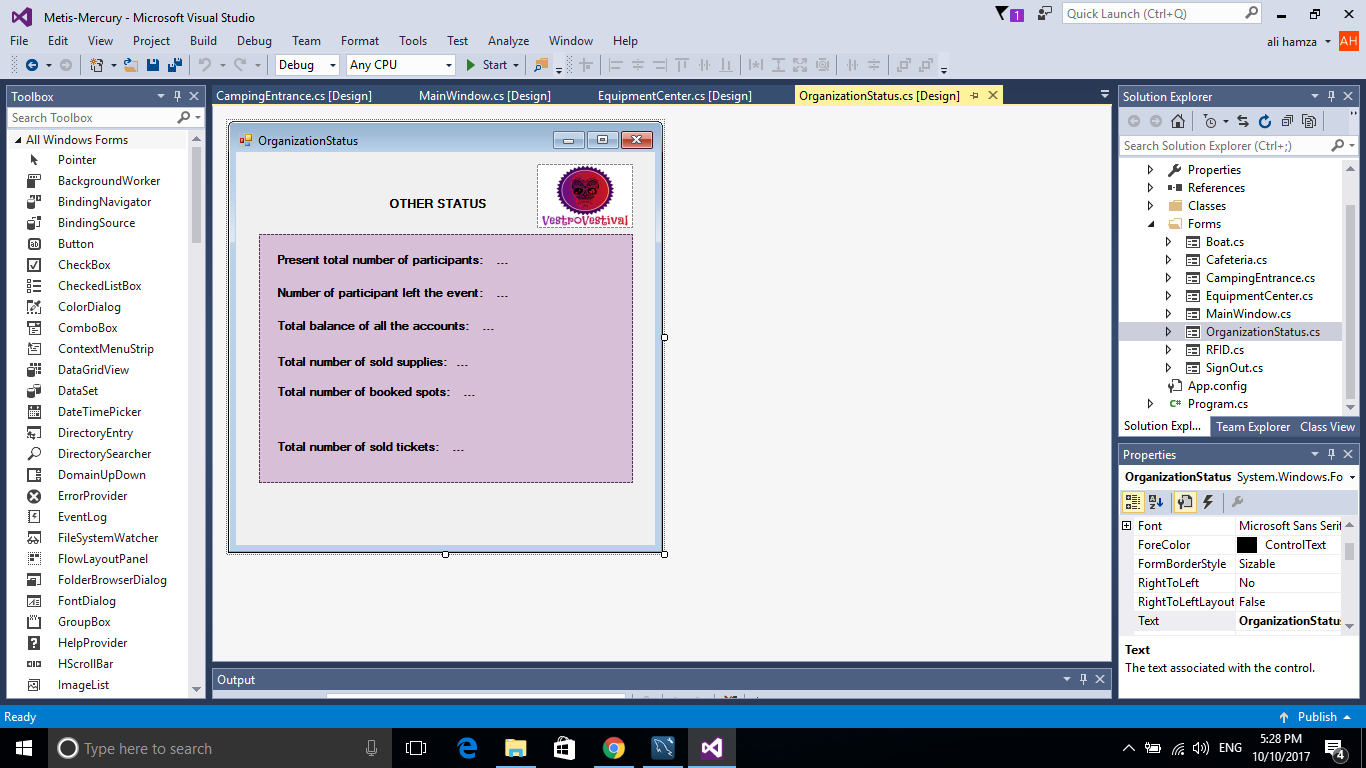 Metis-Mercury - Microsoft Visual Studio
1
Quick Launch (Ctrl+Q)
File Edit View Project Build Debug Team Format Tools Test Analyze Window Help
ali hamza
AH
Debug
Any CPU
Start
Toolbox
Search Toolbox
All Windows Forms
Pointer
BackgroundWorker
BindingNavigator
BindingSource
Button
CheckBox
CheckedListBox
ColorDialog
ComboBox
ContextMenuStrip
DataGridView
DataSet
DateTimePicker
DirectoryEntry
DirectorySearcher
DomainUpDown
ErrorProvider
EventLog
FileSystemWatcher
FlowLayoutPanel
FolderBrowserDialog
FontDialog
GroupBox
HelpProvider
HScrollBar
ImageList
CampingEntrance.cs [Design]
MainWindow.cs [Design]
EquipmentCenter.cs [Design]
OrganizationStatus.cs [Design]
OrganizationStatus
OTHER STATUS
VestroVestival
Present total number of participants: ...
Number of participant left the event: ...
Total balance of all the accounts: ...
Total number of sold supplies: ...
Total number of booked spots: ...
Total number of sold tickets: ...
Output
Solution Explorer
Search Solution Explorer (Ctrl+;)
Properties
References
Classes
Forms
Boat.cs
Cafeteria.cs
CampingEntrance.cs
EquipmentCenter.cs
MainWindow.cs
OrganizationStatus.cs
RFID.cs
SignOut.cs
App.config
C# Program.cs
Solution Expl... Team Explorer Class View
Properties
OrganizationStatus System.Windows.Fo
Font Microsoft Sans Serif
ForeColor ControlText
FormBorderStyle Sizable
RightToLeft No
RightToLeftLayout False
Text OrganizationStatus
Text
The text associated with the control.
Ready
Publish
Type here to search
ENG
5:28 PM
10/10/2017
4